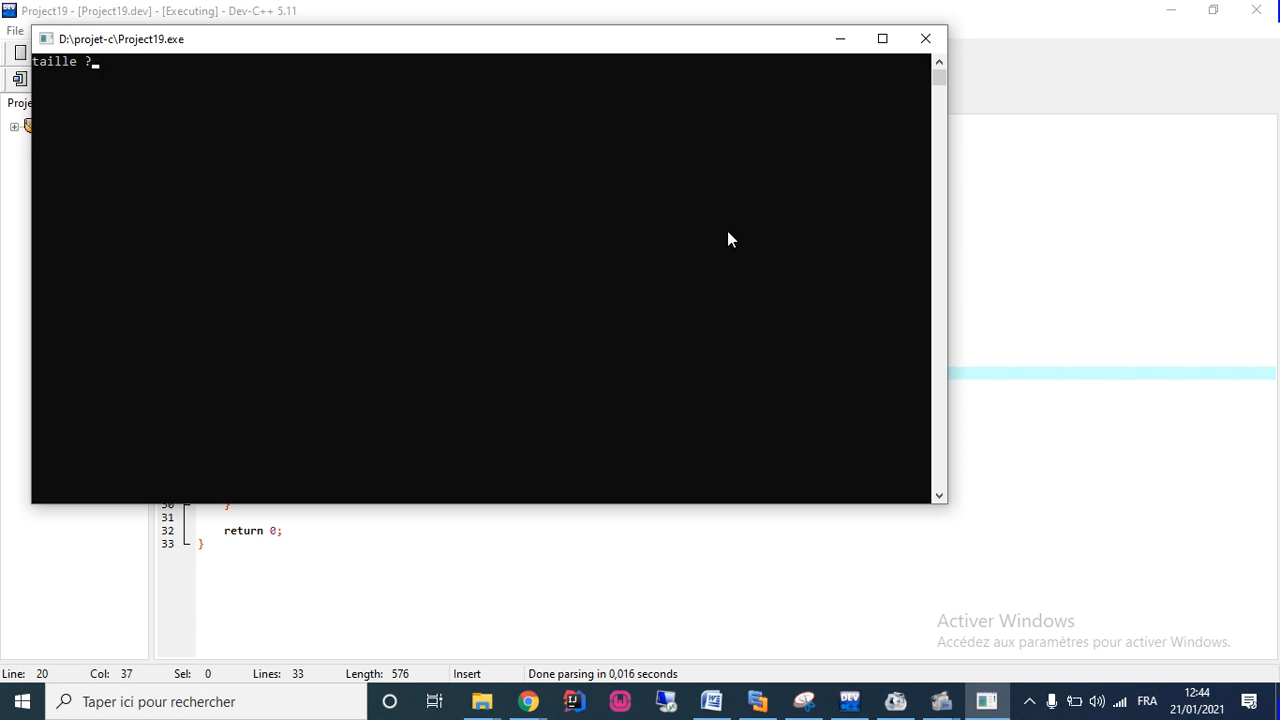 Project19 - [Project19.dev] - [Executing] - Dev-C++ 5.11
File
D:\projet-c\Project19.exe
taille ?
Proje
31
32 return 0;
33 }
Activer Windows
Accédez aux paramètres pour activer Windows.
Line: 20 Col: 37 Sel: 0 Lines: 33 Length: 576 Insert Done parsing in 0,016 seconds
Taper ici pour rechercher
FRA
12:44
21/01/2021